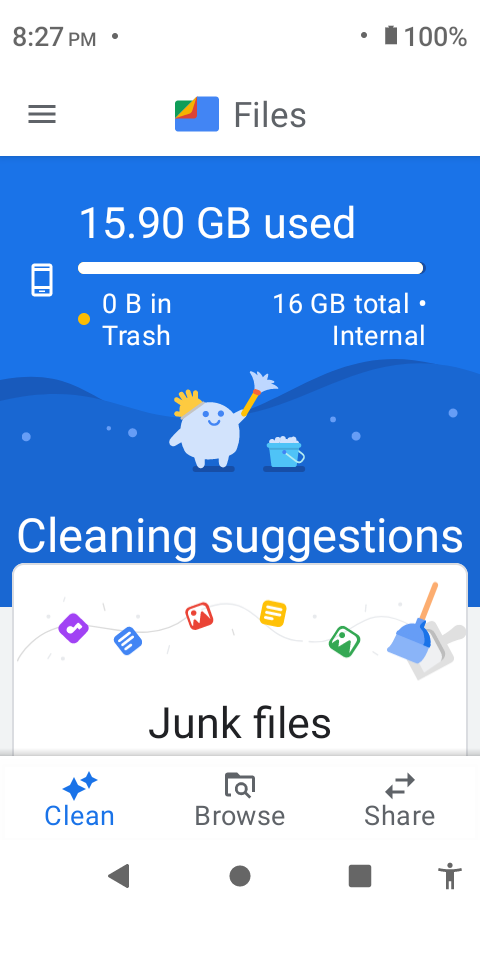 8:27 PM •
• 100%
Files
15.90 GB used
0 B in
Trash
16 GB total •
Internal
Cleaning suggestions
Junk files
Clean
Browse
Share